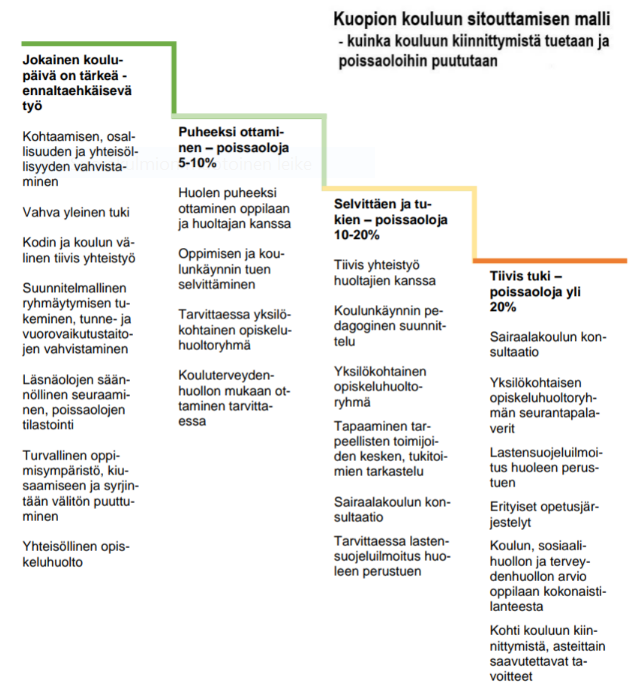 Kuopion kouluun sitouttamisen malli
- kuinka kouluun kiinnittymistä tuetaan ja
poissaoloihin puututaan
Jokainen koulu-
päivä on tärkeä -
ennaltaehkäisevä
työ
Kohtaamisen, osal-
lisuuden ja yhteisöl-
lisyyden vahvista-
minen
Vahva yleinen tuki
Kodin ja koulun vä-
linen tiivis yhteistyö
Suunnitelmallinen
ryhmäytymisen tu-
keminen, tunne- ja
vuorovaikutustaito-
jen vahvistaminen
Läsnäolojen sään-
nöllinen seuraami-
nen, poissaolojen
tilastointi
Turvallinen oppi-
misympäristö, kiu-
saamiseen ja syrjin-
tään välitön puuttu-
minen
Yhteisöllinen opis-
keluhuolto
Puheeksi ottami-
nen – poissaoloja
5-10%
Huolen puheeksi
ottaminen oppilaan
ja huoltajan kanssa
Oppimisen ja kou-
lunkäynnin tuen
selvittäminen
Tarvittaessa yksilö-
kohtainen opiskelu-
huoltoryhmä
Kouluterveyden-
huollon mukaan ot-
taminen tarvitta-
essa
Selvittäen ja tu-
kien – poissaoloja
10-20%
Tiivis yhteistyö
huoltajien kanssa
Koulunkäynnin pe-
dagoginen suunnit-
telu
Yksilökohtainen
opiskeluhuolto-
ryhmä
Tapaaminen tar-
peellisten toimijoi-
den kesken, tukitoi-
mien tarkastelu
Sairaalakoulun kon-
sultaatio
Tarvittaessa lasten-
suojeluilmoitus huo-
leen perustuen
Tiivis tuki –
poissaoloja yli
20%
Sairaalakoulun kon-
sultaatio
Yksilökohtaisen
opiskeluhuoltoryh-
män seurantapala-
verit
Lastensuojeluilmoi-
tus huoleen perus-
tuen
Erityiset opetusjär-
jestelyt
Koulun, sosiaali-
huollon ja tervey-
denhuollon arvio
oppilaan kokonaisti-
lanteesta
Kohti kouluun kiin-
nittymistä, asteittain
saavutettavat ta-
voitteet